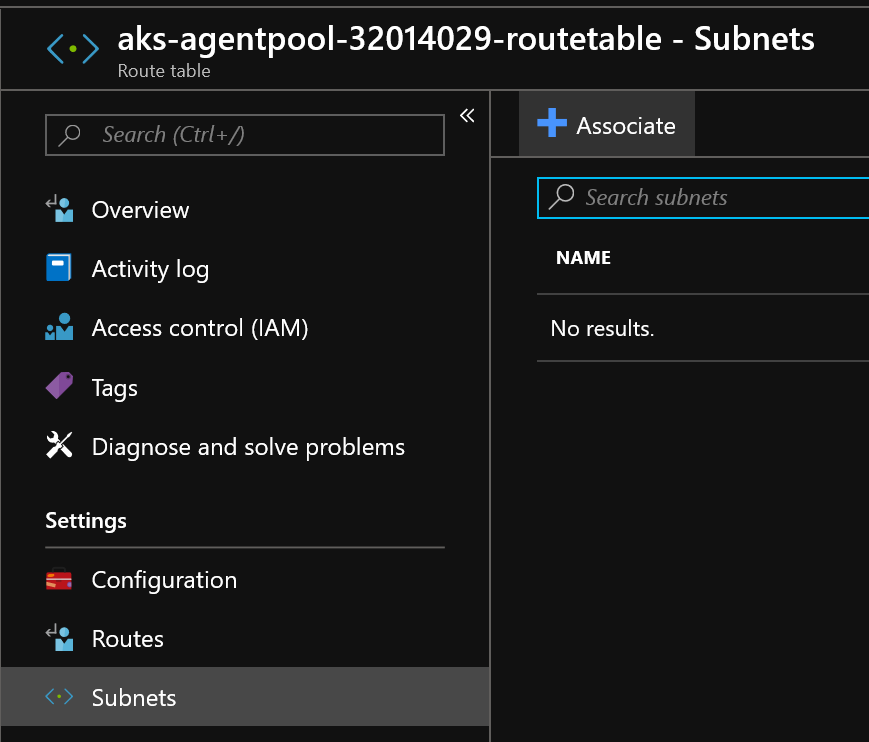 aks-agentpool-32014029-routetable - Subnets
Route table
Search (Ctrl+/)
Overview
Activity log
Access control (IAM)
Tags
Diagnose and solve problems
Settings
Configuration
Routes
Subnets
Associate
Search subnets
NAME
No results.